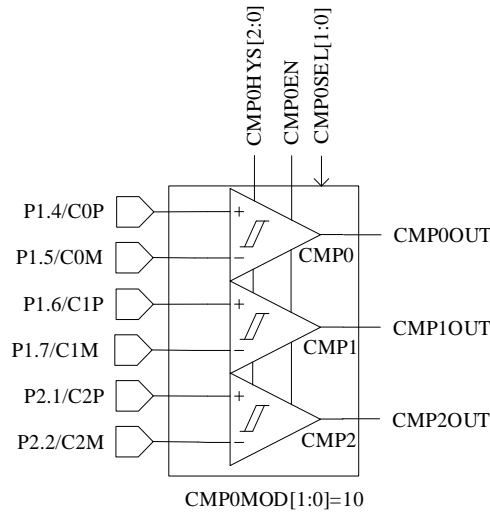 CMP0HYS[2:0]
CMP0EN
CMP0SEL[1:0]
P1.4/C0P
+
CMP0OUT
P1.5/C0M
−
CMP0
P1.6/C1P
+
CMP1OUT
P1.7/C1M
−
CMP1
P2.1/C2P
+
CMP2OUT
P2.2/C2M
−
CMP2
CMP0MOD[1:0]=10